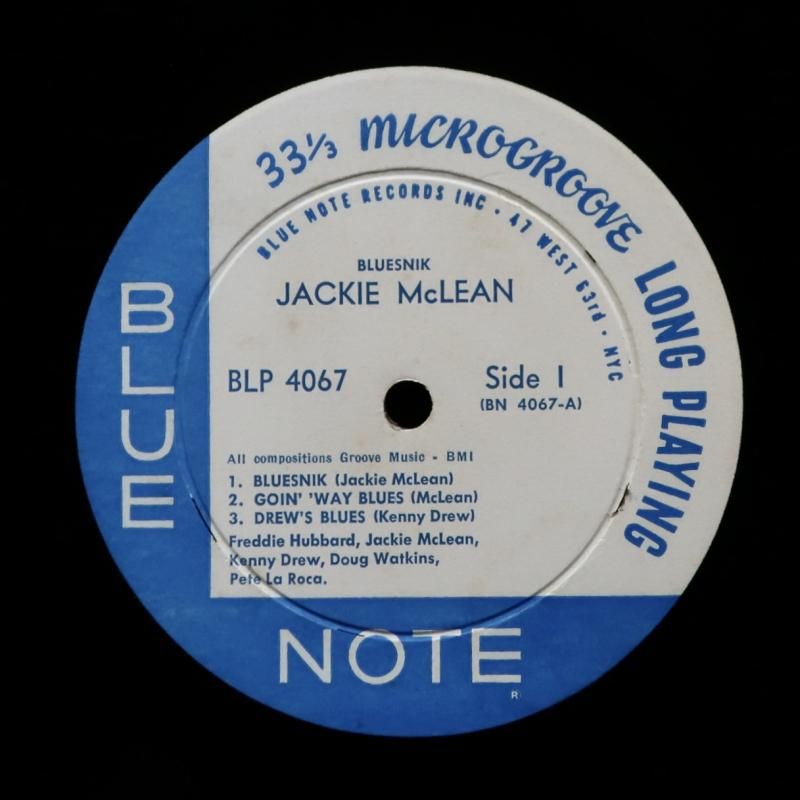 33⅓ MICROGROOVE LONG PLAYING
BLUE NOTE RECORDS INC · 47 WEST 63rd · NYC
BLUESNIK
JACKIE McLEAN
BLP 4067
Side 1
(BN 4067-A)
All compositions Groove Music - BMI
1. BLUESNIK (Jackie McLean)
2. GOIN' 'WAY BLUES (McLean)
3. DREW'S BLUES (Kenny Drew)
Freddie Hubbard, Jackie McLean,
Kenny Drew, Doug Watkins,
Pete La Roca.
BLUE
NOTE
®